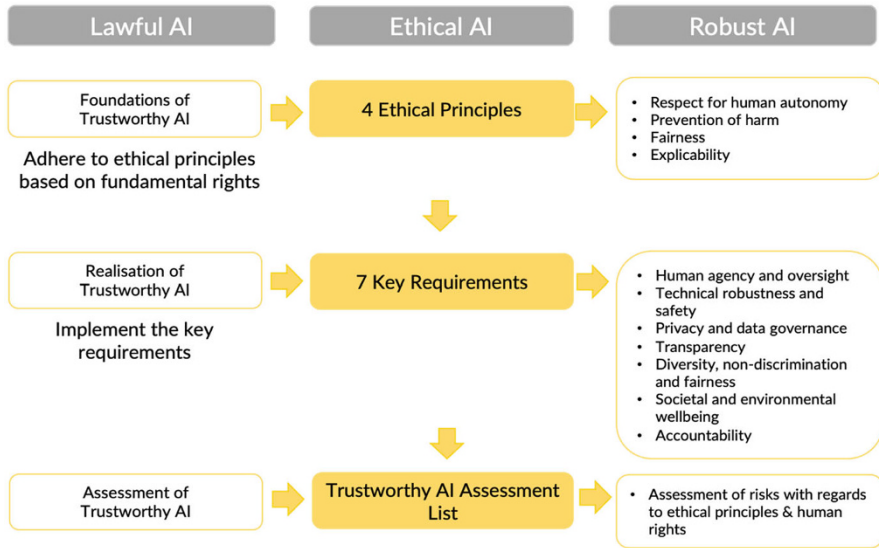 Lawful AI
Ethical AI
Robust AI
Foundations of
Trustworthy AI
Adhere to ethical principles
based on fundamental rights
4 Ethical Principles
• Respect for human autonomy
• Prevention of harm
• Fairness
• Explicability
Realisation of
Trustworthy AI
Implement the key
requirements
7 Key Requirements
• Human agency and oversight
• Technical robustness and
safety
• Privacy and data governance
• Transparency
• Diversity, non-discrimination
and fairness
• Societal and environmental
wellbeing
• Accountability
Assessment of
Trustworthy AI
Trustworthy AI Assessment
List
• Assessment of risks with regards
to ethical principles & human
rights